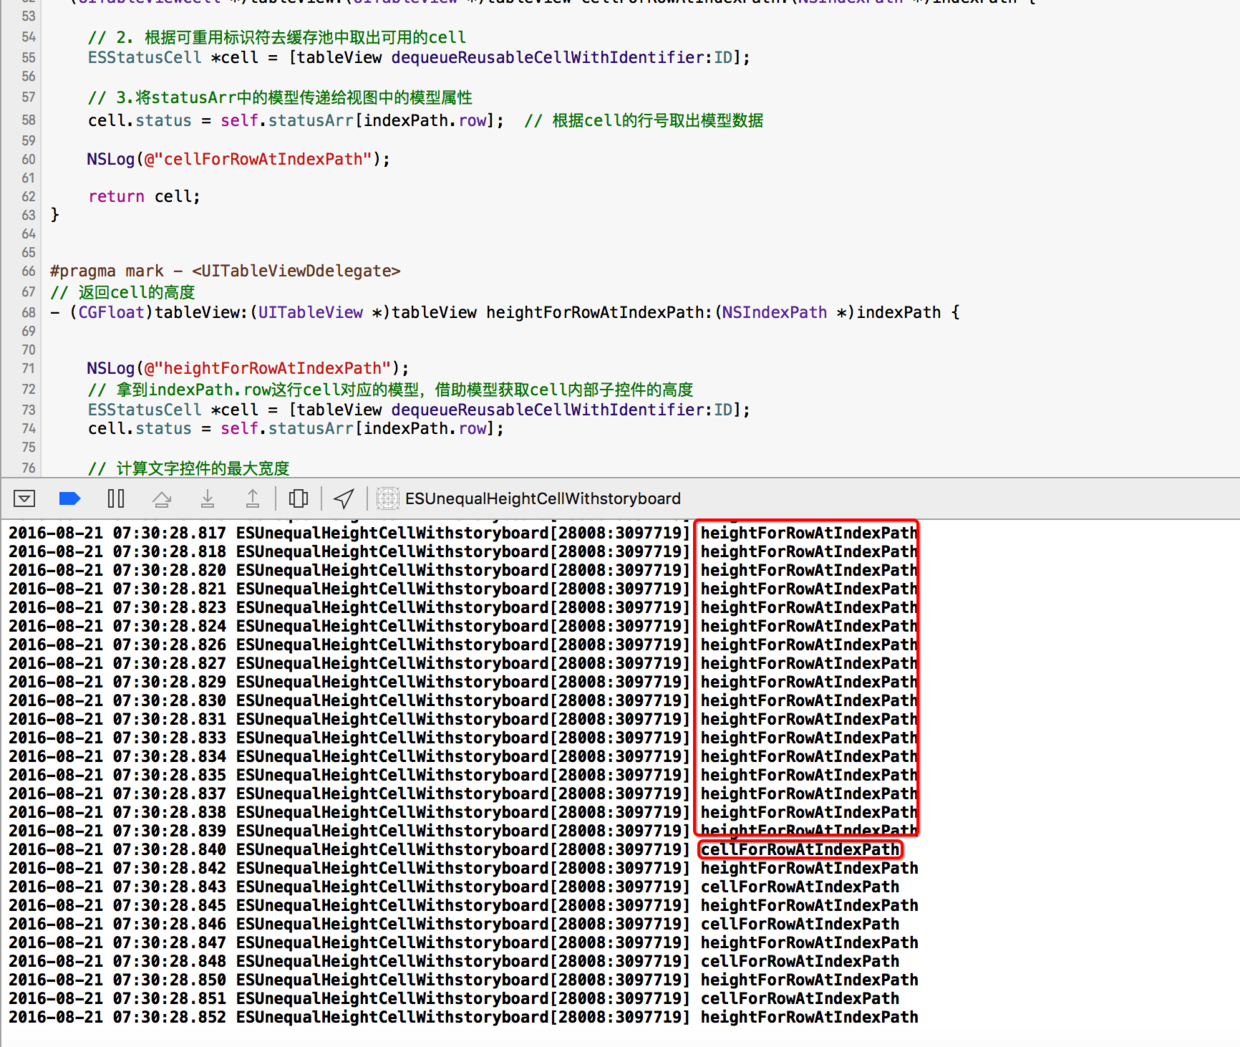 52 - (UITableViewCell *)tableView:(UITableView *)tableView cellForRowAtIndexPath:(NSIndexPath *)indexPath {
53
54 // 2. 根据可重用标识符去缓存池中取出可用的cell
55 ESStatusCell *cell = [tableView dequeueReusableCellWithIdentifier:ID];
56
57 // 3.将statusArr中的模型传递给视图中的模型属性
58 cell.status = self.statusArr[indexPath.row]; // 根据cell的行号取出模型数据
59
60 NSLog(@"cellForRowAtIndexPath");
61
62 return cell;
63 }
64
65
66 #pragma mark - <UITableViewDdelegate>
67 // 返回cell的高度
68 - (CGFloat)tableView:(UITableView *)tableView heightForRowAtIndexPath:(NSIndexPath *)indexPath {
69
70
71 NSLog(@"heightForRowAtIndexPath");
72 // 拿到indexPath.row这行cell对应的模型，借助模型获取cell内部子控件的高度
73 ESStatusCell *cell = [tableView dequeueReusableCellWithIdentifier:ID];
74 cell.status = self.statusArr[indexPath.row];
75
76 // 计算文字控件的最大宽度
ESUnequalHeightCellWithstoryboard
2016-08-21 07:30:28.817 ESUnequalHeightCellWithstoryboard[28008:3097719] heightForRowAtIndexPath
2016-08-21 07:30:28.818 ESUnequalHeightCellWithstoryboard[28008:3097719] heightForRowAtIndexPath
2016-08-21 07:30:28.820 ESUnequalHeightCellWithstoryboard[28008:3097719] heightForRowAtIndexPath
2016-08-21 07:30:28.821 ESUnequalHeightCellWithstoryboard[28008:3097719] heightForRowAtIndexPath
2016-08-21 07:30:28.823 ESUnequalHeightCellWithstoryboard[28008:3097719] heightForRowAtIndexPath
2016-08-21 07:30:28.824 ESUnequalHeightCellWithstoryboard[28008:3097719] heightForRowAtIndexPath
2016-08-21 07:30:28.826 ESUnequalHeightCellWithstoryboard[28008:3097719] heightForRowAtIndexPath
2016-08-21 07:30:28.827 ESUnequalHeightCellWithstoryboard[28008:3097719] heightForRowAtIndexPath
2016-08-21 07:30:28.829 ESUnequalHeightCellWithstoryboard[28008:3097719] heightForRowAtIndexPath
2016-08-21 07:30:28.830 ESUnequalHeightCellWithstoryboard[28008:3097719] heightForRowAtIndexPath
2016-08-21 07:30:28.831 ESUnequalHeightCellWithstoryboard[28008:3097719] heightForRowAtIndexPath
2016-08-21 07:30:28.833 ESUnequalHeightCellWithstoryboard[28008:3097719] heightForRowAtIndexPath
2016-08-21 07:30:28.834 ESUnequalHeightCellWithstoryboard[28008:3097719] heightForRowAtIndexPath
2016-08-21 07:30:28.835 ESUnequalHeightCellWithstoryboard[28008:3097719] heightForRowAtIndexPath
2016-08-21 07:30:28.837 ESUnequalHeightCellWithstoryboard[28008:3097719] heightForRowAtIndexPath
2016-08-21 07:30:28.838 ESUnequalHeightCellWithstoryboard[28008:3097719] heightForRowAtIndexPath
2016-08-21 07:30:28.839 ESUnequalHeightCellWithstoryboard[28008:3097719] heightForRowAtIndexPath
2016-08-21 07:30:28.840 ESUnequalHeightCellWithstoryboard[28008:3097719] cellForRowAtIndexPath
2016-08-21 07:30:28.842 ESUnequalHeightCellWithstoryboard[28008:3097719] heightForRowAtIndexPath
2016-08-21 07:30:28.843 ESUnequalHeightCellWithstoryboard[28008:3097719] cellForRowAtIndexPath
2016-08-21 07:30:28.845 ESUnequalHeightCellWithstoryboard[28008:3097719] heightForRowAtIndexPath
2016-08-21 07:30:28.846 ESUnequalHeightCellWithstoryboard[28008:3097719] cellForRowAtIndexPath
2016-08-21 07:30:28.847 ESUnequalHeightCellWithstoryboard[28008:3097719] heightForRowAtIndexPath
2016-08-21 07:30:28.848 ESUnequalHeightCellWithstoryboard[28008:3097719] cellForRowAtIndexPath
2016-08-21 07:30:28.850 ESUnequalHeightCellWithstoryboard[28008:3097719] heightForRowAtIndexPath
2016-08-21 07:30:28.851 ESUnequalHeightCellWithstoryboard[28008:3097719] cellForRowAtIndexPath
2016-08-21 07:30:28.852 ESUnequalHeightCellWithstoryboard[28008:3097719] heightForRowAtIndexPath